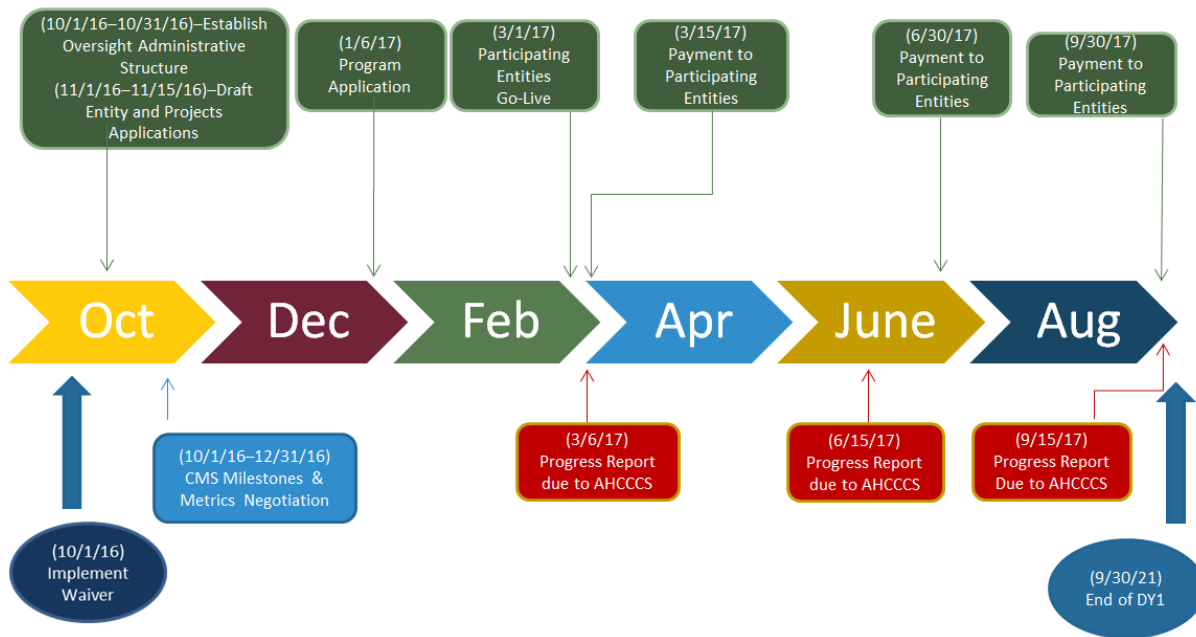 (10/1/16–10/31/16)–Establish
Oversight Administrative
Structure
(11/1/16–11/15/16)–Draft
Entity and Projects
Applications
(1/6/17)
Program
Application
(3/1/17)
Participating
Entities
Go-Live
(3/15/17)
Payment to
Participating
Entities
(6/30/17)
Payment to
Participating
Entities
(9/30/17)
Payment to
Participating
Entities
Oct
Dec
Feb
Apr
June
Aug
(10/1/16–12/31/16)
CMS Milestones &
Metrics Negotiation
(3/6/17)
Progress Report
due to AHCCCS
(6/15/17)
Progress Report
due to AHCCCS
(9/15/17)
Progress Report
Due to AHCCCS
(10/1/16)
Implement
Waiver
(9/30/21)
End of DY1